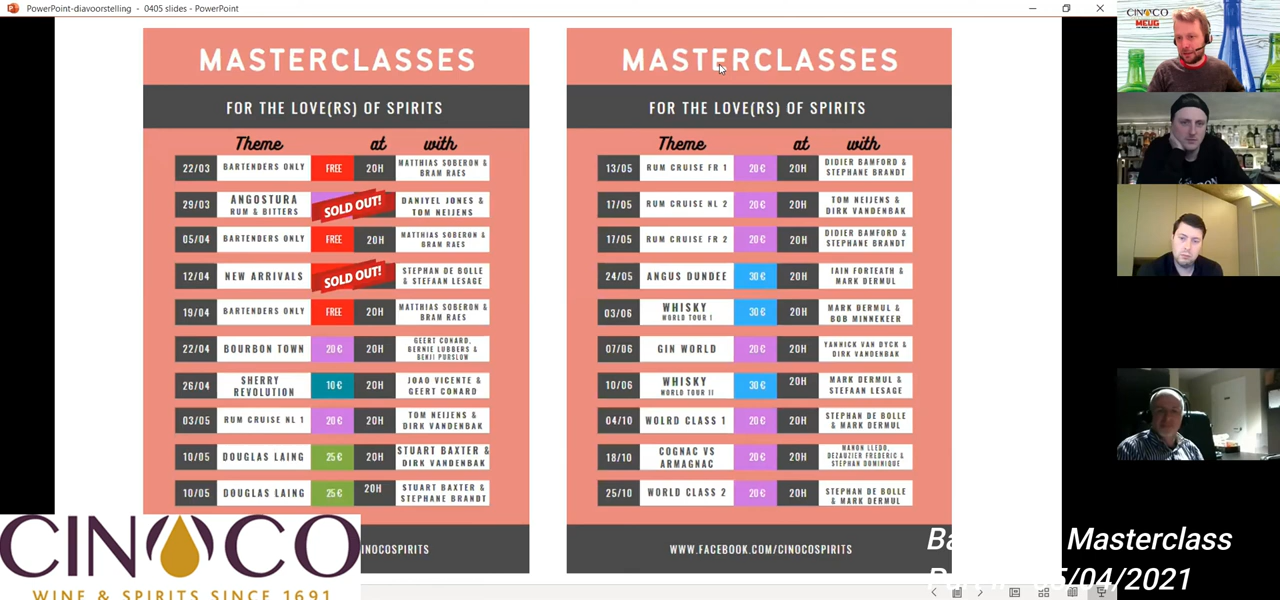 PowerPoint-diavoorstelling - 0405 slides - PowerPoint
MASTERCLASSES
FOR THE LOVE(RS) OF SPIRITS
Theme at with
22/03 BARTENDERS ONLY FREE 20H MATTHIAS SOBERON & BRAM RAES
29/03 ANGOSTURA RUM & BITTERS SOLD OUT! DANIYEL JONES & TOM NEIJENS
05/04 BARTENDERS ONLY FREE 20H MATTHIAS SOBERON & BRAM RAES
12/04 NEW ARRIVALS SOLD OUT! STEPHAN DE BOLLE & STEFAAN LESAGE
19/04 BARTENDERS ONLY FREE 20H MATTHIAS SOBERON & BRAM RAES
22/04 BOURBON TOWN 20€ 20H GEERT CONARD, BERNIE LUBBERS & BENJI PURSLOW
26/04 SHERRY REVOLUTION 10€ 20H JOAO VICENTE & GEERT CONARD
03/05 RUM CRUISE NL 1 20€ 20H TOM NEIJENS & DIRK VANDENBAK
10/05 DOUGLAS LAING 25€ 20H STUART BAXTER & DIRK VANDENBAK
10/05 DOUGLAS LAING 25€ 20H STUART BAXTER & STEPHANE BRANDT
INOCOSPIRITS
MASTERCLASSES
FOR THE LOVE(RS) OF SPIRITS
Theme at with
13/05 RUM CRUISE FR 1 20€ 20H DIDIER BAMFORD & STEPHANE BRANDT
17/05 RUM CRUISE NL 2 20€ 20H TOM NEIJENS & DIRK VANDENBAK
17/05 RUM CRUISE FR 2 20€ 20H DIDIER BAMFORD & STEPHANE BRANDT
24/05 ANGUS DUNDEE 30€ 20H IAIN FORTEATH & MARK DERMUL
03/06 WHISKY WORLD TOUR I 30€ 20H MARK DERMUL & BOB MINNEKEER
07/06 GIN WORLD 20€ 20H YANNICK VAN DYCK & DIRK VANDENBAK
10/06 WHISKY WORLD TOUR II 30€ 20H MARK DERMUL & STEFAAN LESAGE
04/10 WOLRD CLASS 1 20€ 20H STEPHAN DE BOLLE & MARK DERMUL
18/10 COGNAC VS ARMAGNAC 20€ 20H MANON LLEDO, DEZAUZIER FREDERIC & STEPHAN DOMINIQUE
25/10 WORLD CLASS 2 20€ 20H STEPHAN DE BOLLE & MARK DERMUL
WWW.FACEBOOK.COM/CINOCOSPIRITS
CINOCO
MEUG
CINOCO
WINE & SPIRITS SINCE 1691
Masterclass
/04/2021